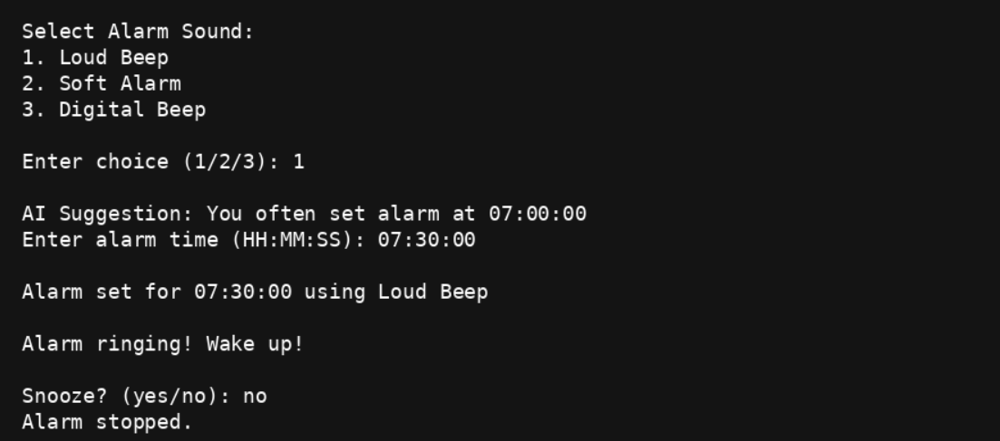 Select Alarm Sound:
1. Loud Beep
2. Soft Alarm
3. Digital Beep
Enter choice (1/2/3): 1
AI Suggestion: You often set alarm at 07:00:00
Enter alarm time (HH:MM:SS): 07:30:00
Alarm set for 07:30:00 using Loud Beep
Alarm ringing! Wake up!
Snooze? (yes/no): no
Alarm stopped.